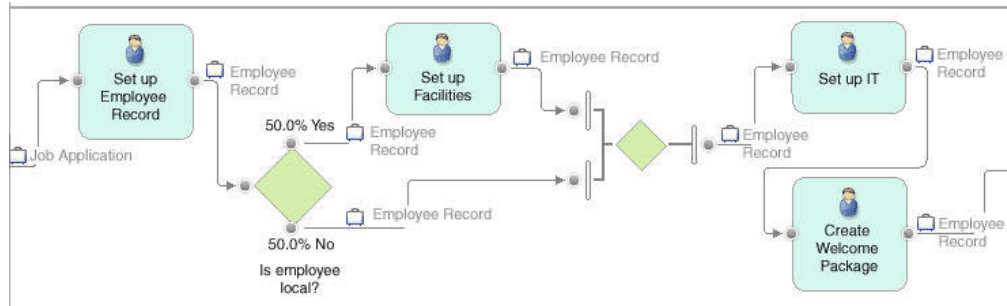 Job Application
Set up
Employee
Record
Employee
Record
50.0% Yes
50.0% No
Is employee
local?
Employee
Record
Employee Record
Set up
Facilities
Employee Record
Employee
Record
Set up IT
Employee
Record
Create
Welcome
Package
Employee
Record